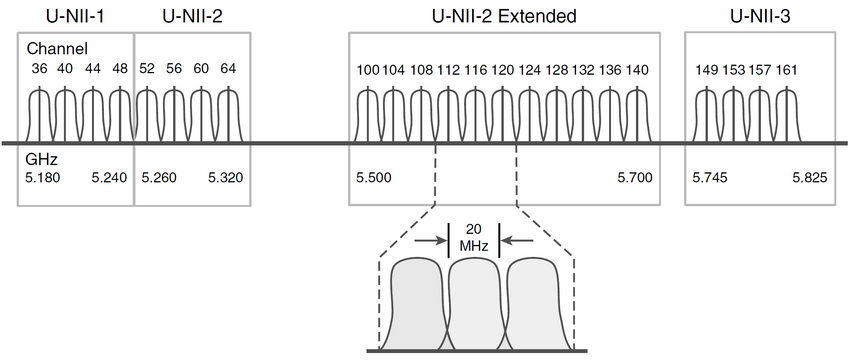 U-NII-1 U-NII-2 U-NII-2 Extended U-NII-3
Channel
36 40 44 48 52 56 60 64 100 104 108 112 116 120 124 128 132 136 140 149 153 157 161
GHz
5.180 5.240 5.260 5.320 5.500 5.700 5.745 5.825
20
MHz